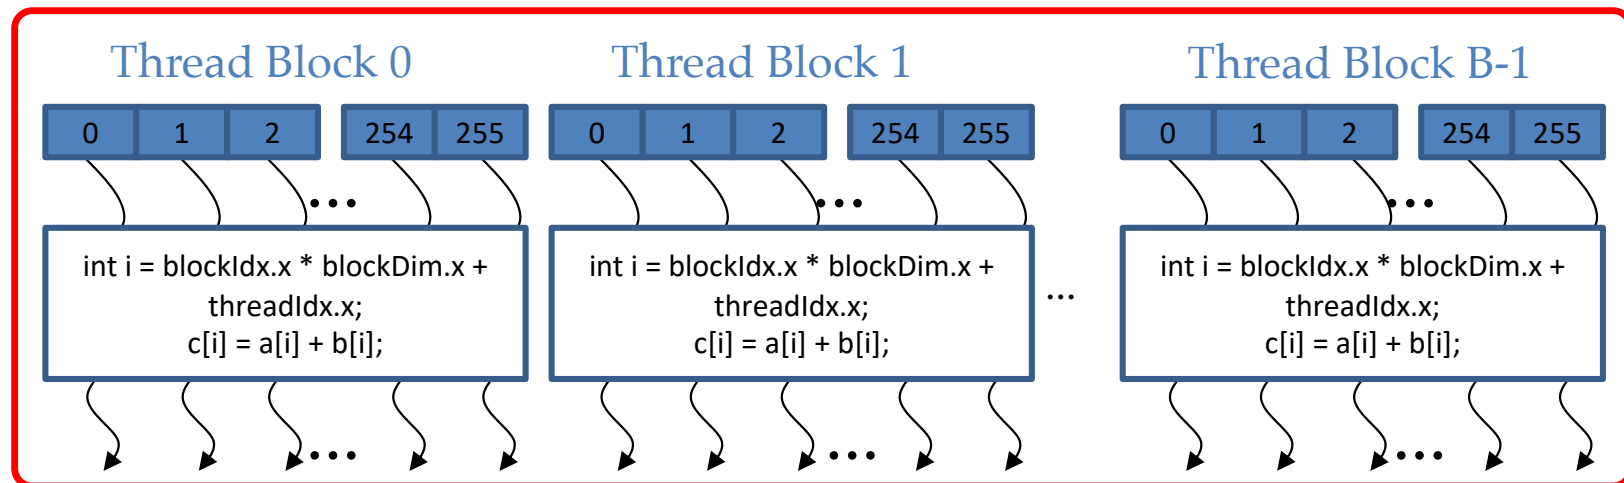 Thread Block 0
0 1 2 254 255
...
int i = blockIdx.x * blockDim.x +
threadIdx.x;
c[i] = a[i] + b[i];
...
Thread Block 1
0 1 2 254 255
...
int i = blockIdx.x * blockDim.x +
threadIdx.x;
c[i] = a[i] + b[i];
...
...
Thread Block B-1
0 1 2 254 255
...
int i = blockIdx.x * blockDim.x +
threadIdx.x;
c[i] = a[i] + b[i];
...